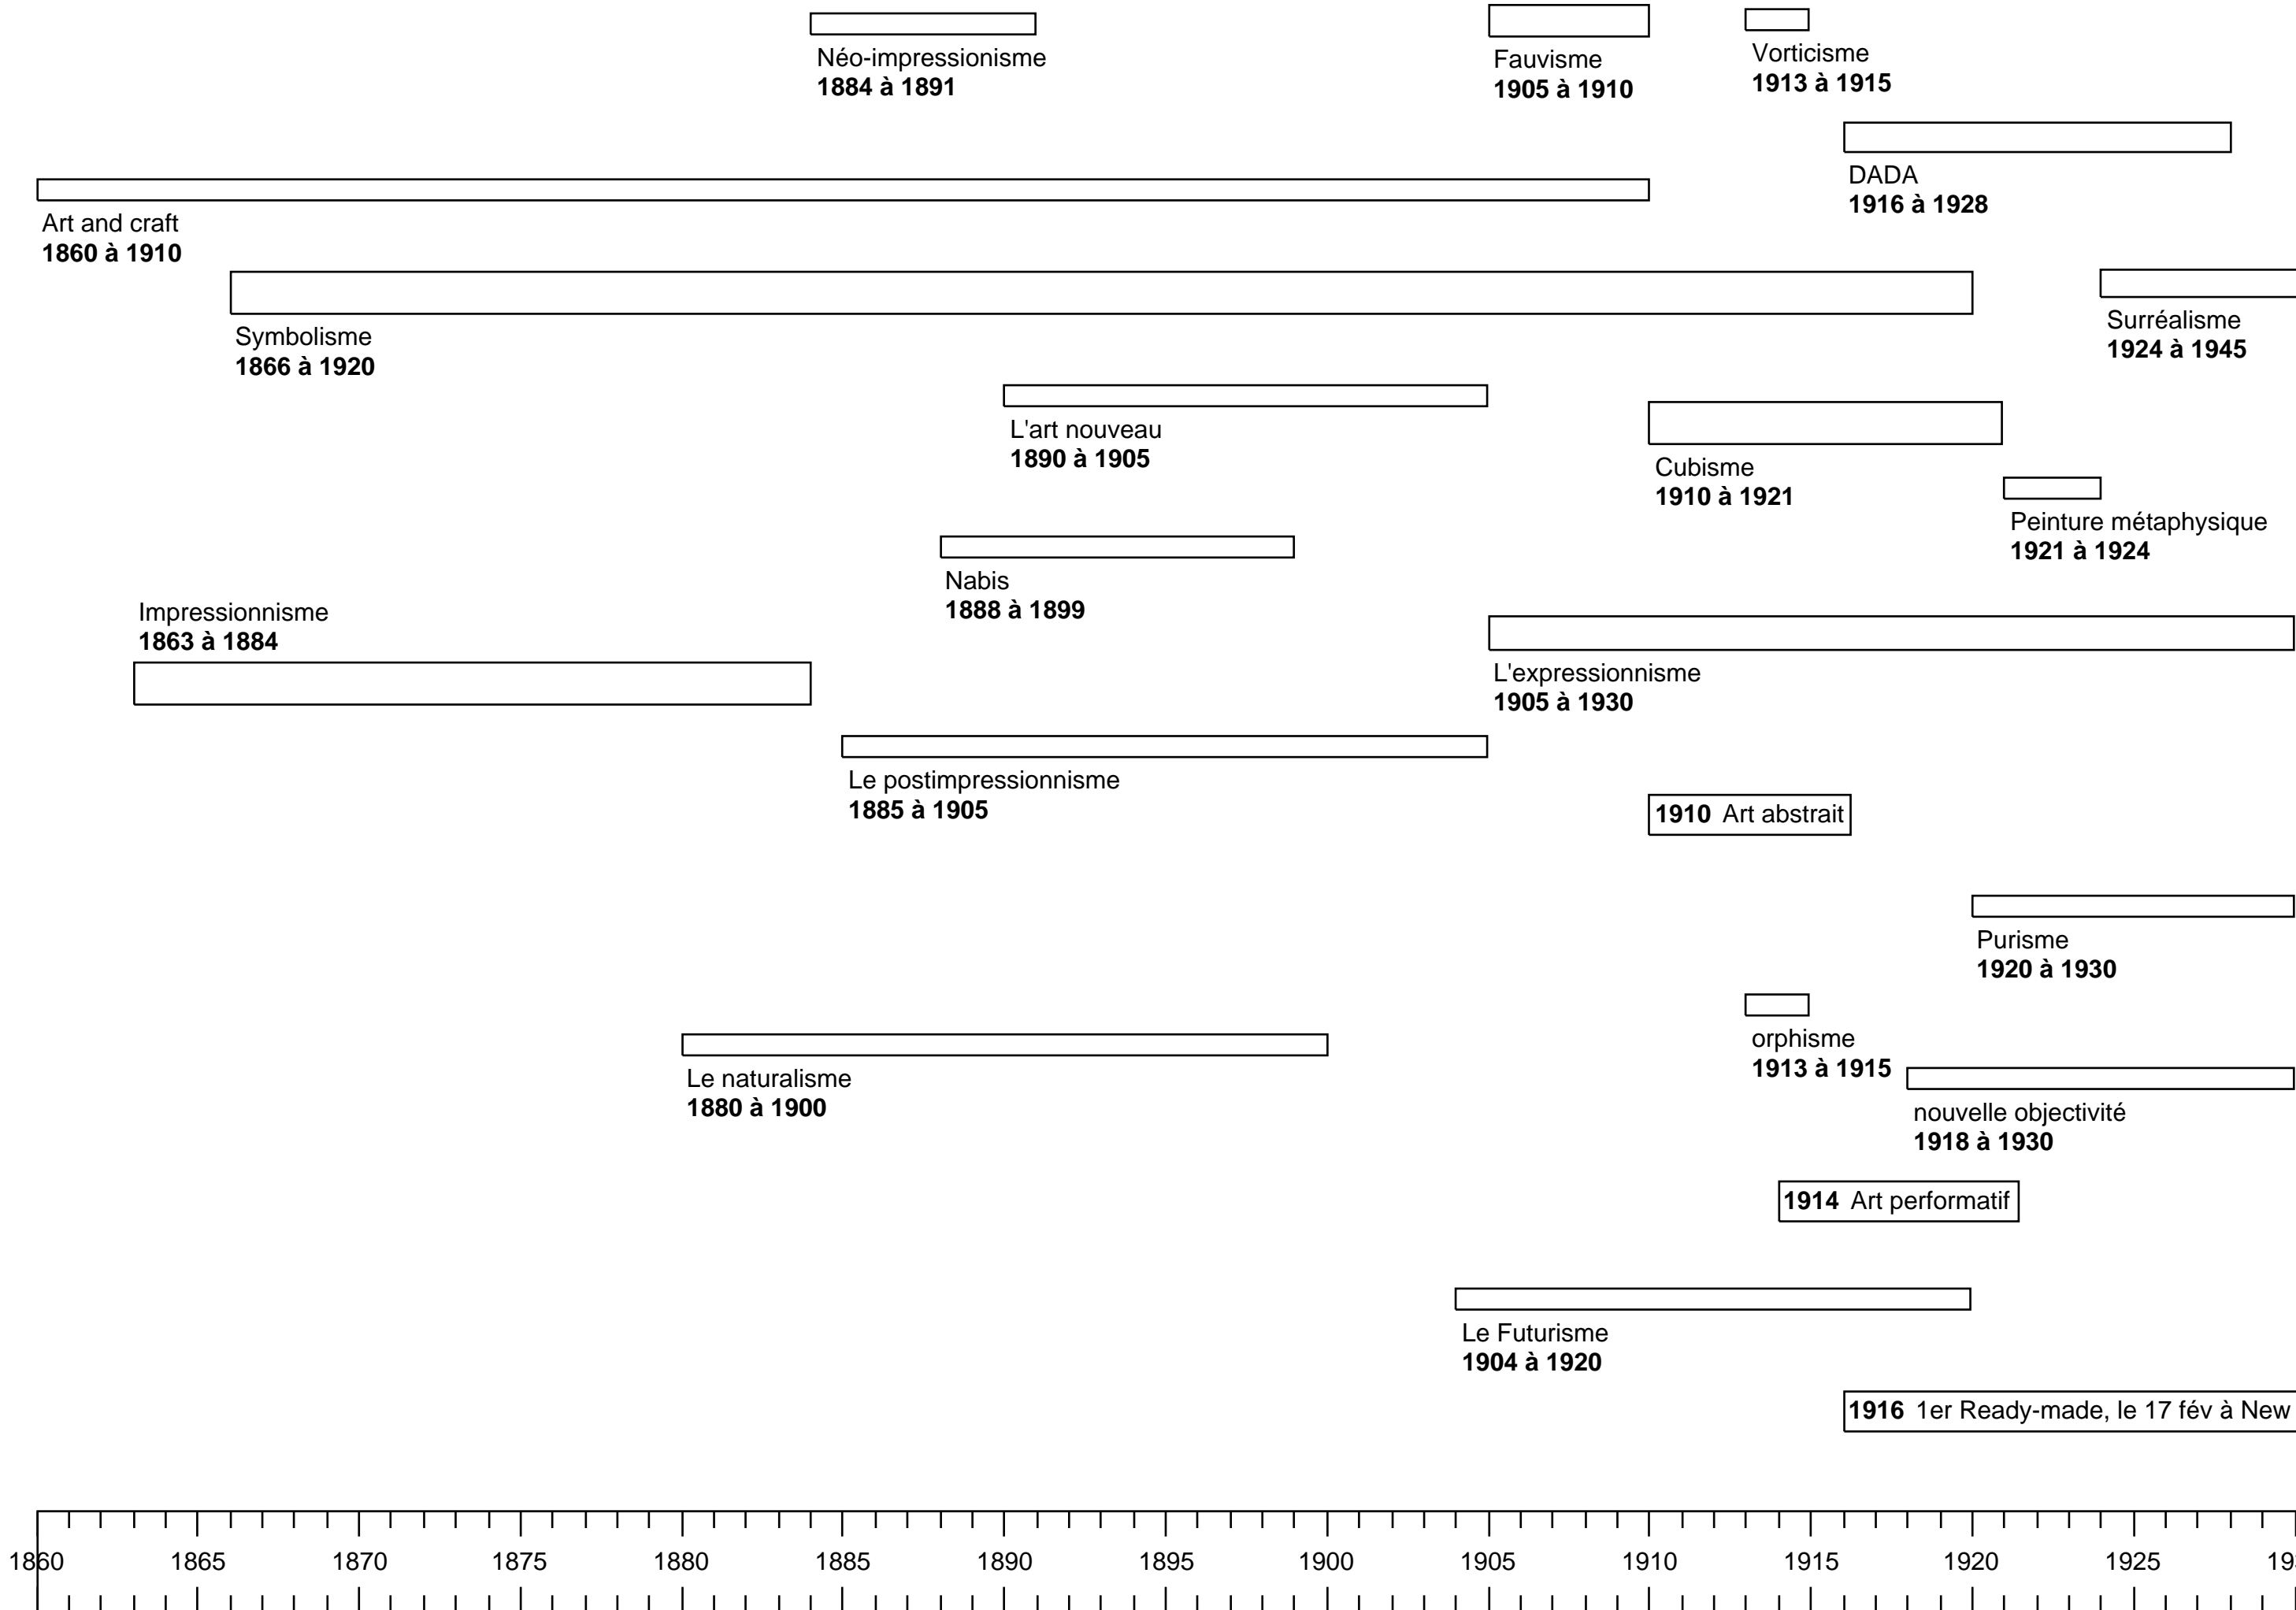 Néo-impressionisme
1884 à 1891
Fauvisme
1905 à 1910
Vorticisme
1913 à 1915
DADA
1916 à 1928
Art and craft
1860 à 1910
Symbolisme
1866 à 1920
Surréalisme
1924 à 1945
L'art nouveau
1890 à 1905
Cubisme
1910 à 1921
Peinture métaphysique
1921 à 1924
Nabis
1888 à 1899
Impressionnisme
1863 à 1884
L'expressionnisme
1905 à 1930
Le postimpressionnisme
1885 à 1905
1910 Art abstrait
Purisme
1920 à 1930
orphisme
1913 à 1915
Le naturalisme
1880 à 1900
nouvelle objectivité
1918 à 1930
1914 Art performatif
Le Futurisme
1904 à 1920
1916 1er Ready-made, le 17 fév à New
1860 1865 1870 1875 1880 1885 1890 1895 1900 1905 1910 1915 1920 1925